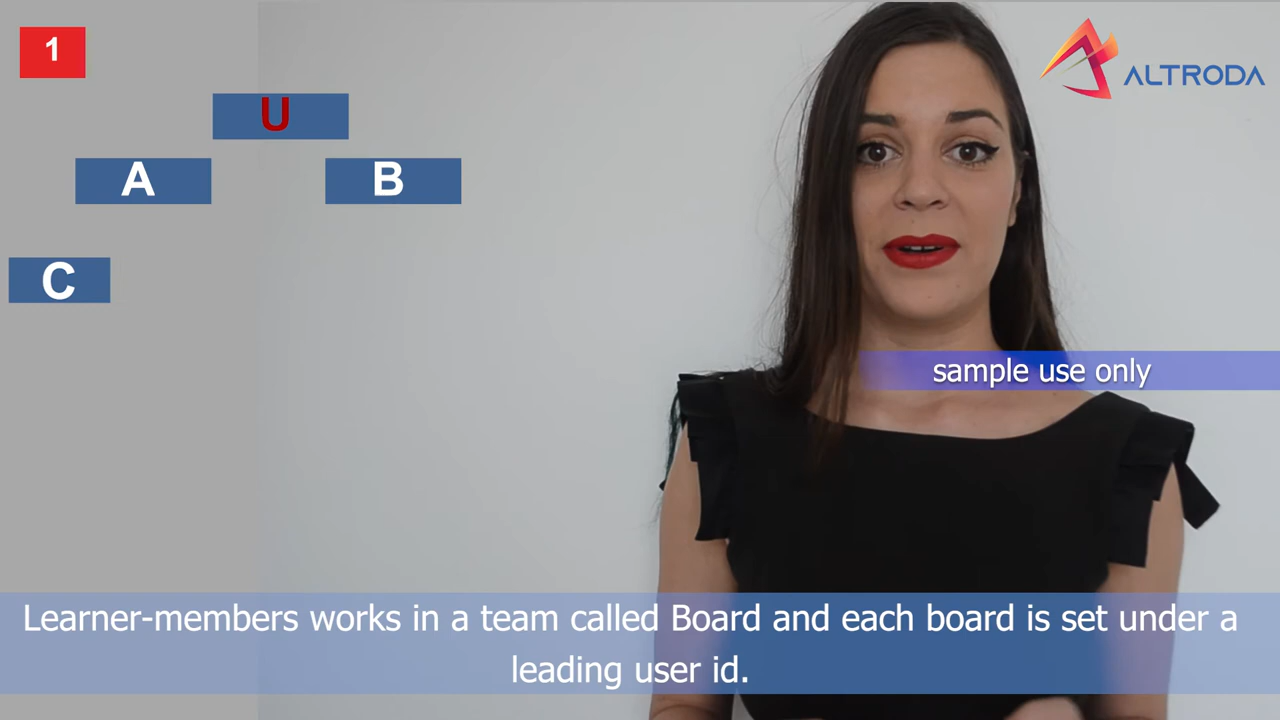 1
ALTRODA
U
A
B
C
sample use only
Learner-members works in a team called Board and each board is set under a
leading user id.